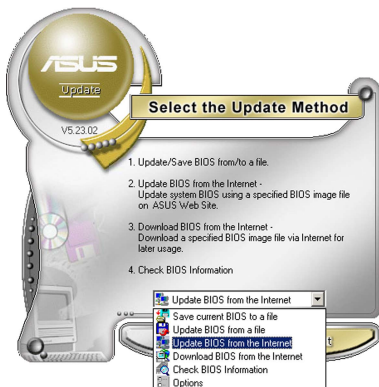 ASUS
Update
V5.23.02
Select the Update Method
1. Update/Save BIOS from/to a file.
2. Update BIOS from the Internet -
Update system BIOS using a specified BIOS image file
on ASUS Web Site.
3. Download BIOS from the Internet -
Download a specified BIOS image file via Internet for
later usage.
4. Check BIOS Information
Update BIOS from the Internet
Save current BIOS to a file
Update BIOS from a file
Update BIOS from the Internet
Download BIOS from the Internet
Check BIOS Information
Options